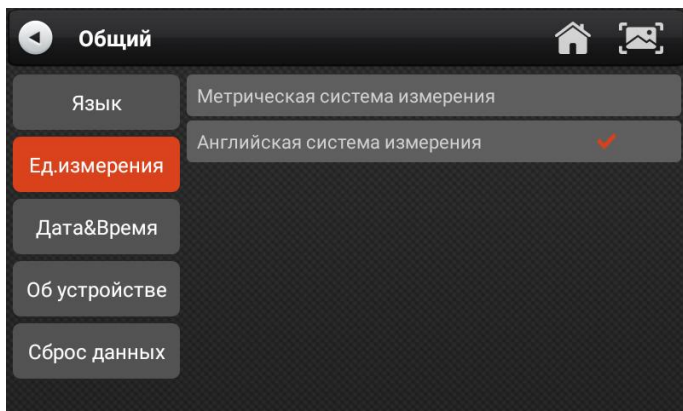 Общий
Язык
Ед.измерения
Дата&Время
Об устройстве
Сброс данных
Метрическая система измерения
Английская система измерения